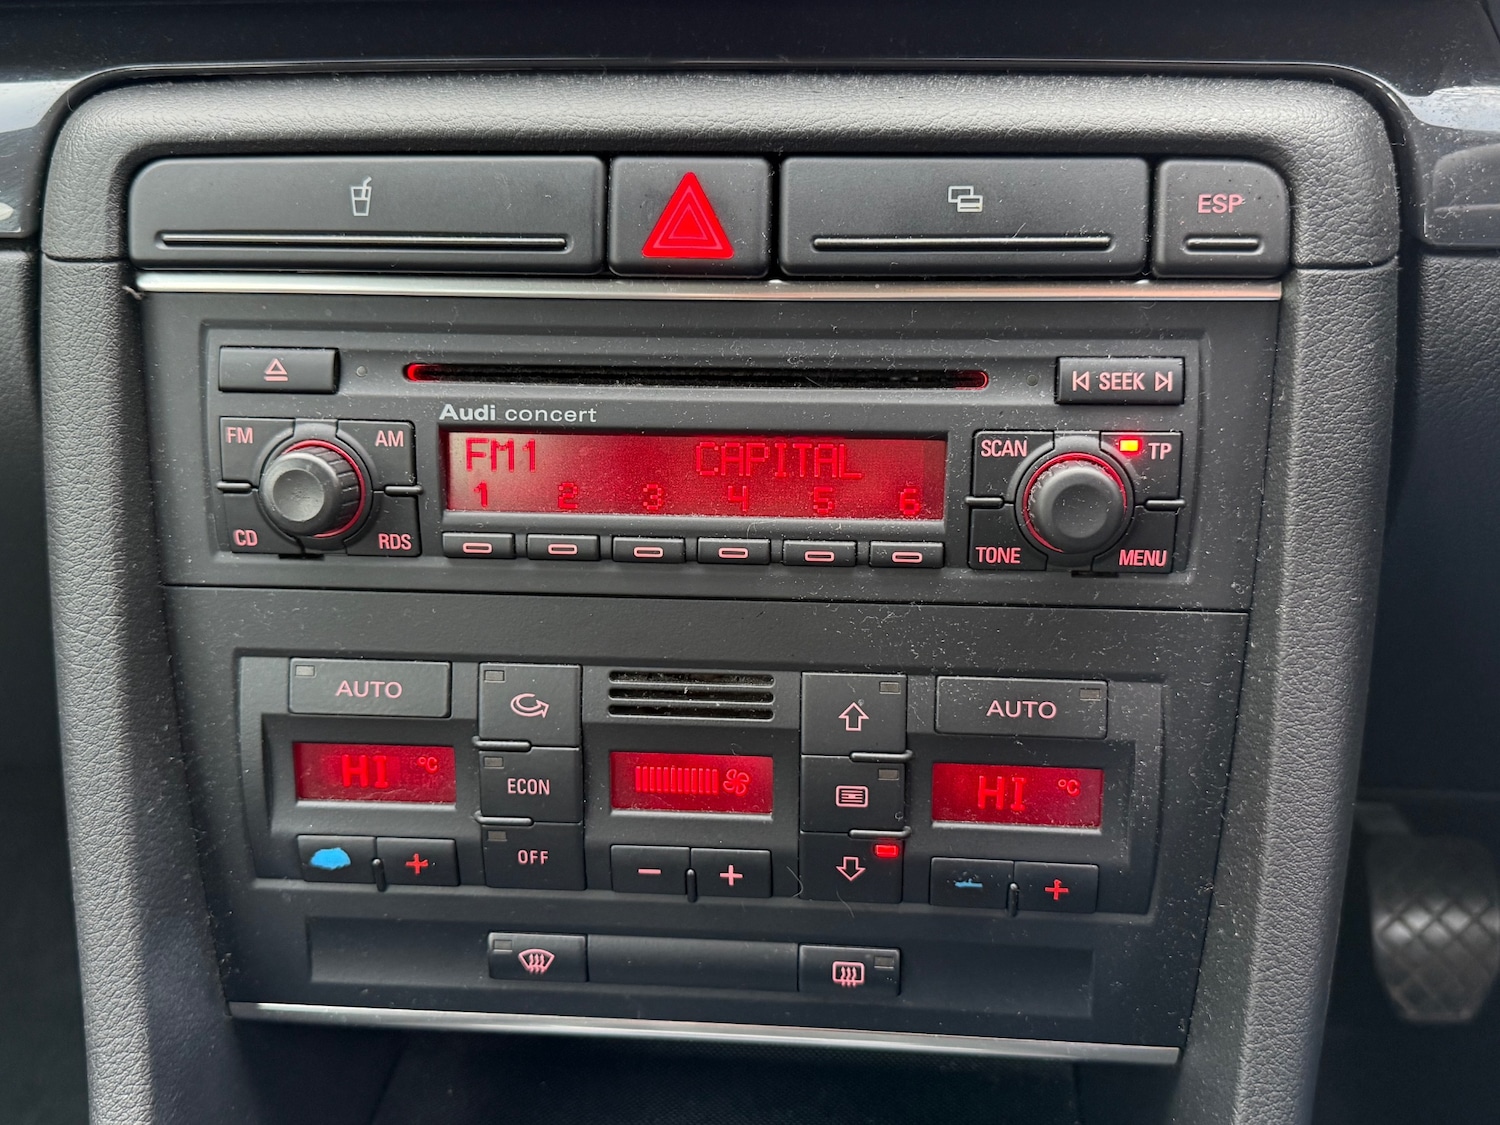 ESP
SEEK
Audi concert
FM
AM
FM1 CAPITAL
1 2 3 4 5 6
SCAN
TP
CD
RDS
TONE
MENU
AUTO
AUTO
HI °C
ECON
HI °C
OFF